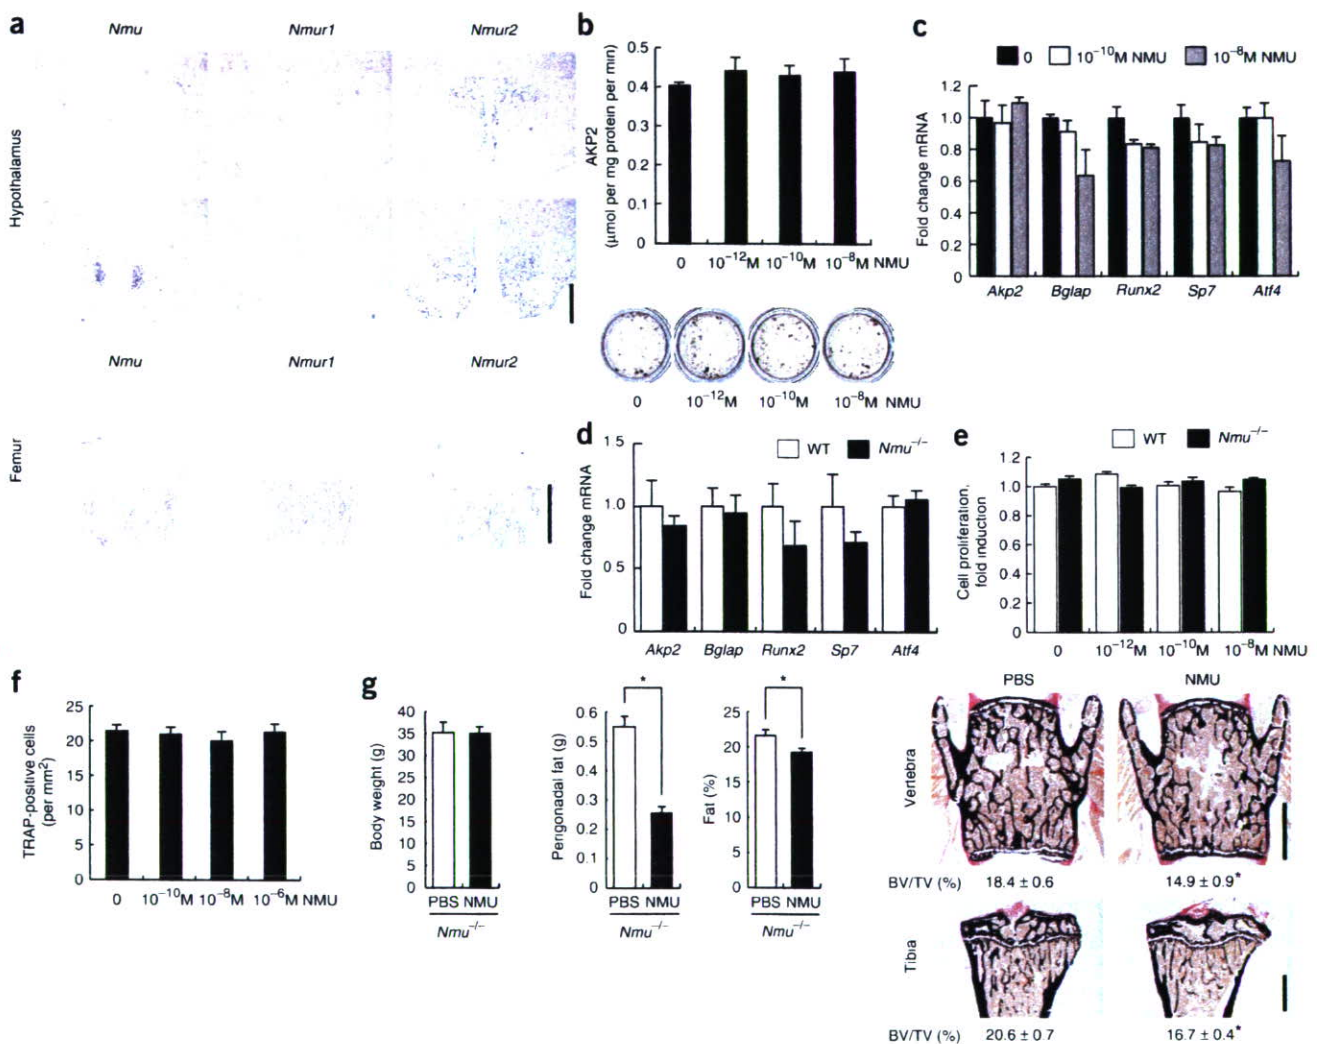 a
Nmu Nmur1 Nmur2
Hypothalamus
Nmu Nmur1 Nmur2
Femur
b
AKP2
(µmol per mg protein per min)
0.5
0.4
0.3
0.2
0.1
0
0 10⁻¹²M 10⁻¹⁰M 10⁻⁸M NMU
0 10⁻¹²M 10⁻¹⁰M 10⁻⁸M NMU
c
0 10⁻¹⁰M NMU 10⁻⁸M NMU
Fold change mRNA
1.2
1.0
0.8
0.6
0.4
0.2
0
Akp2 Bglap Runx2 Sp7 Atf4
d
WT Nmu⁻/⁻
Fold change mRNA
1.5
1.0
0.5
0
Akp2 Bglap Runx2 Sp7 Atf4
e
WT Nmu⁻/⁻
Cell proliferation,
fold induction
1.2
1.0
0.8
0.6
0.4
0.2
0
0 10⁻¹²M 10⁻¹⁰M 10⁻⁸M NMU
f
TRAP-positive cells
(per mm²)
25
20
15
10
5
0
0 10⁻¹⁰M 10⁻⁸M 10⁻⁶M NMU
g
Body weight (g)
40
35
30
25
20
15
10
5
0
PBS NMU
Nmu⁻/⁻
*
Perigonadal fat (g)
0.6
0.5
0.4
0.3
0.2
0.1
0
PBS NMU
Nmu⁻/⁻
*
Fat (%)
25
20
15
10
5
0
PBS NMU
Nmu⁻/⁻
PBS NMU
Vertebra
BV/TV (%) 18.4 ± 0.6 14.9 ± 0.9*
Tibia
BV/TV (%) 20.6 ± 0.7 16.7 ± 0.4*